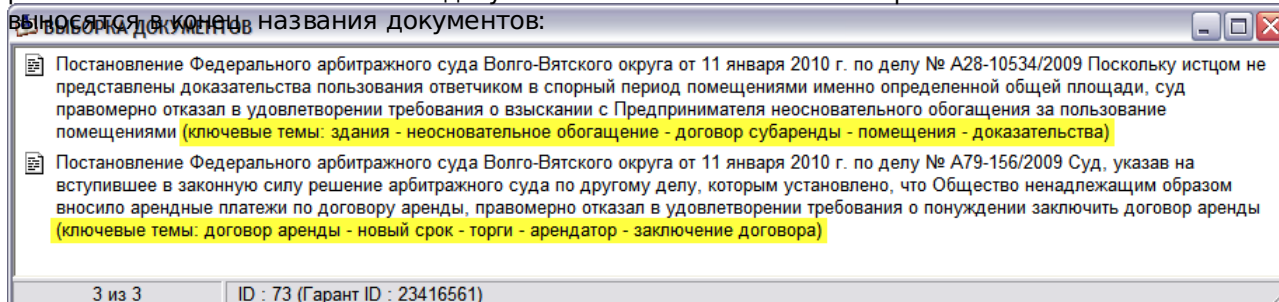 выносятся в конец названия документов:
ВЫБОРКА ДОКУМЕНТОВ
Постановление Федерального арбитражного суда Волго-Вятского округа от 11 января 2010 г. по делу № А28-10534/2009 Поскольку истцом не
представлены доказательства пользования ответчиком в спорный период помещениями именно определенной общей площади, суд
правомерно отказал в удовлетворении требования о взыскании с Предпринимателя неосновательного обогащения за пользование
помещениями (ключевые темы: здания - неосновательное обогащение - договор субаренды - помещения - доказательства)
Постановление Федерального арбитражного суда Волго-Вятского округа от 11 января 2010 г. по делу № А79-156/2009 Суд, указав на
вступившее в законную силу решение арбитражного суда по другому делу, которым установлено, что Общество ненадлежащим образом
вносило арендные платежи по договору аренды, правомерно отказал в удовлетворении требования о понуждении заключить договор аренды
(ключевые темы: договор аренды - новый срок - торги - арендатор - заключение договора)
3 из 3 ID : 73 (Гарант ID : 23416561)